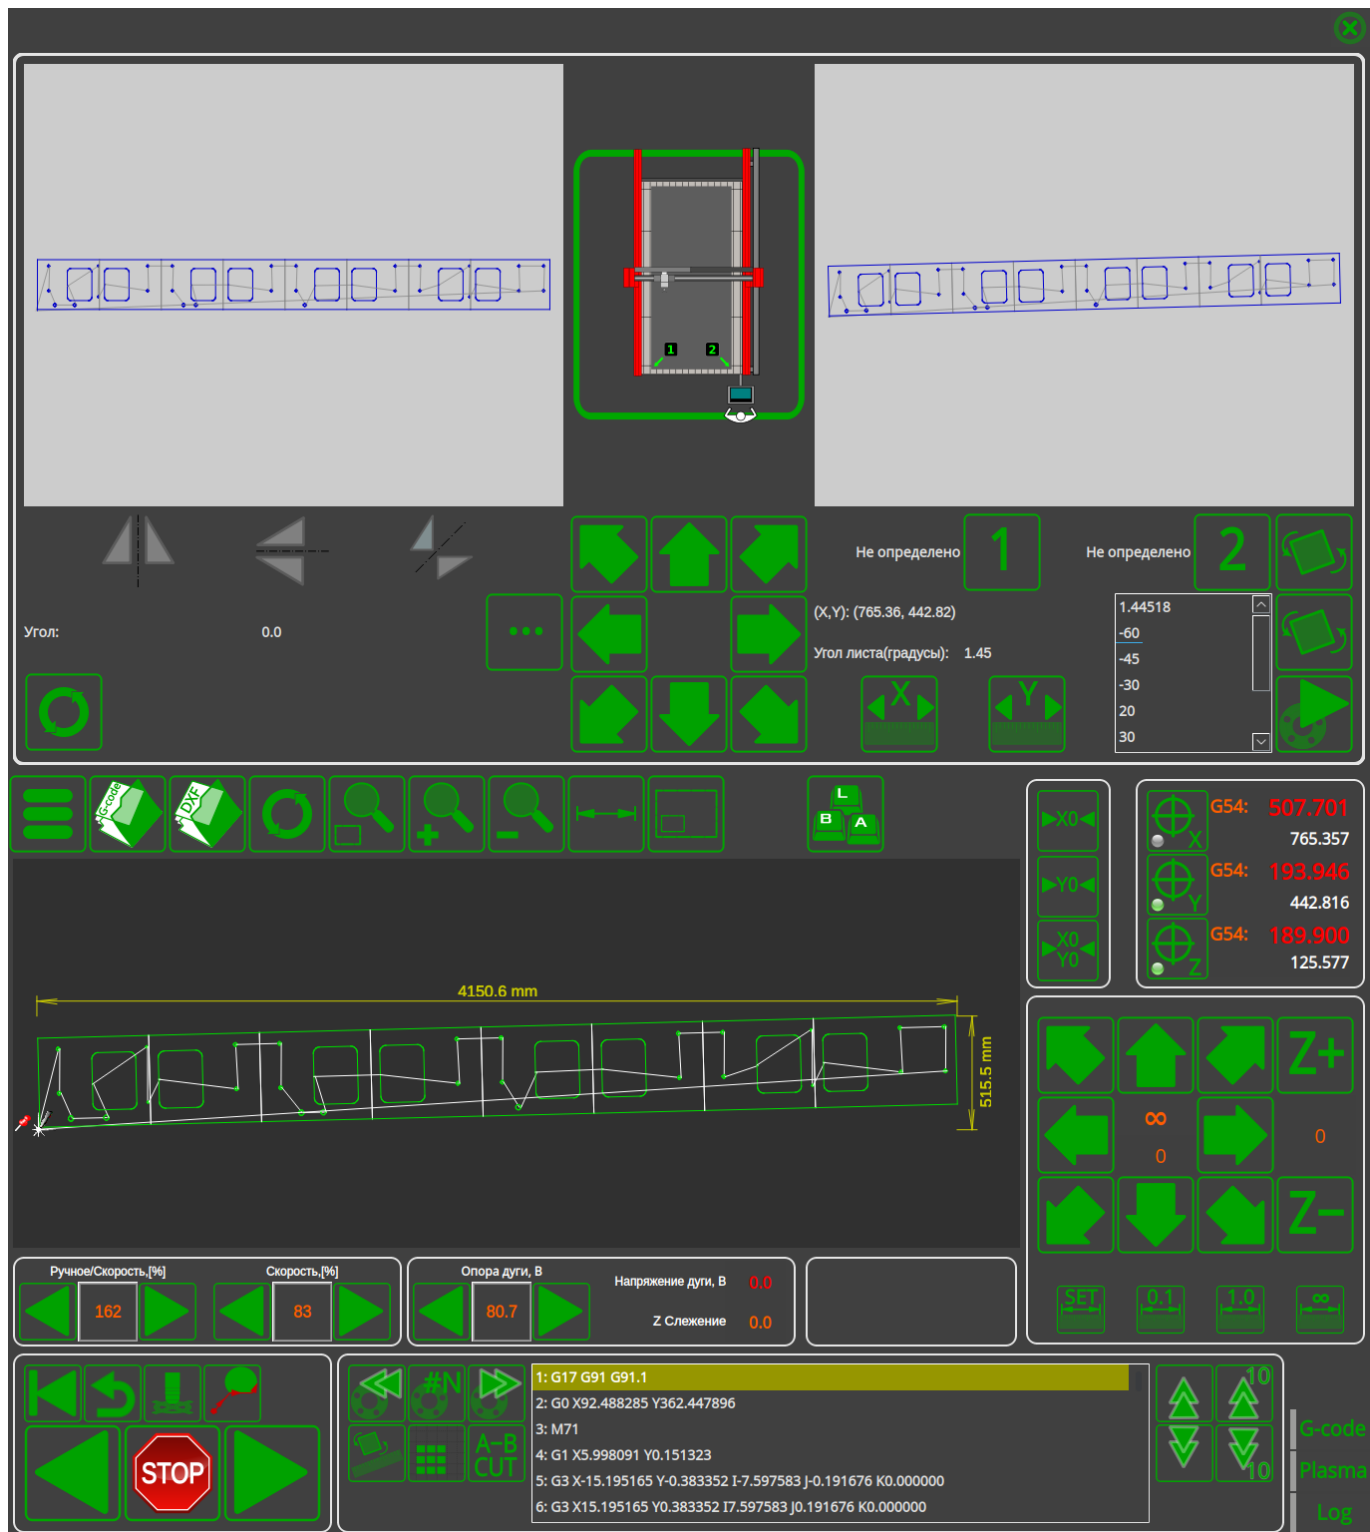 1
2
Не определено
1
Не определено
2
(X,Y): (765.36, 442.82)
1.44518
-60
-45
-30
20
30
Угол:
0.0
Угол листа(градусы):
1.45
X
Y
G-code
DXF
L
B
A
X0
Y0
X0
Y0
X
G54:
507.701
765.357
Y
G54:
193.946
442.816
Z
G54:
189.900
125.577
4150.6 mm
515.5 mm
Z+
∞
0
0
Z-
SET
0.1
1.0
∞
Ручное/Скорость,[%]
162
Скорость,[%]
83
Опора дуги, В
80.7
Напряжение дуги, В
0.0
Z Слежение
0.0
STOP
#N
A-B
CUT
1: G17 G91 G91.1
2: G0 X92.488285 Y362.447896
3: M71
4: G1 X5.998091 Y0.151323
5: G3 X-15.195165 Y-0.383352 I-7.597583 J-0.191676 K0.000000
6: G3 X15.195165 Y0.383352 I7.597583 J0.191676 K0.000000
10
10
G-code
Plasma
Log